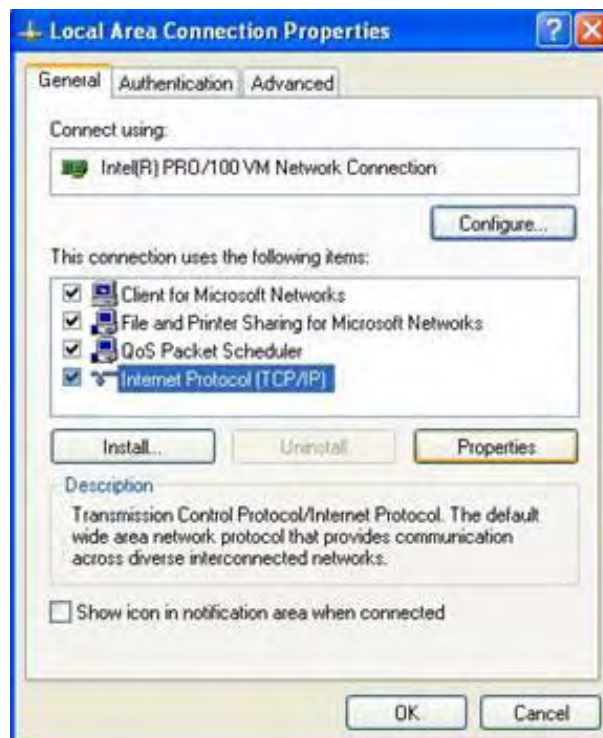 Local Area Connection Properties
General Authentication Advanced
Connect using:
Intel(R) PRO/100 VM Network Connection
Configure...
This connection uses the following items:
Client for Microsoft Networks
File and Printer Sharing for Microsoft Networks
QoS Packet Scheduler
Internet Protocol (TCP/IP)
Install... Uninstall Properties
Description
Transmission Control Protocol/Internet Protocol. The default
wide area network protocol that provides communication
across diverse interconnected networks.
Show icon in notification area when connected
OK Cancel